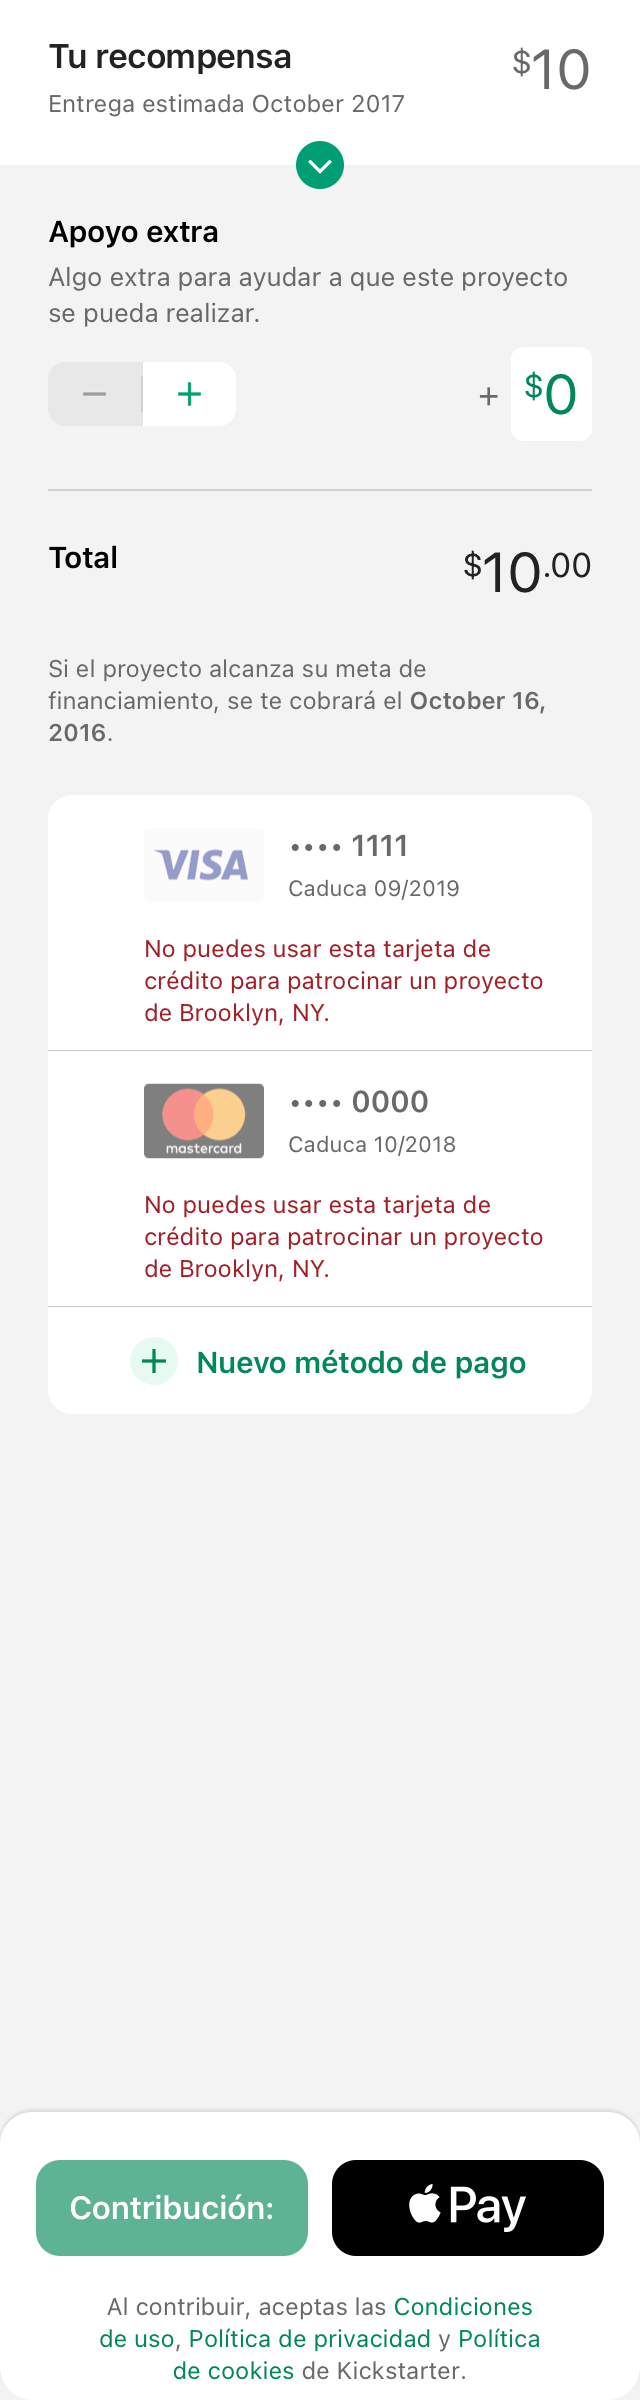 Tu recompensa
$10
Entrega estimada October 2017
Apoyo extra
Algo extra para ayudar a que este proyecto
se pueda realizar.
− + + $0
Total
$10.00
Si el proyecto alcanza su meta de
financiamiento, se te cobrará el October 16,
2016.
VISA
•••• 1111
Caduca 09/2019
No puedes usar esta tarjeta de
crédito para patrocinar un proyecto
de Brooklyn, NY.
mastercard
•••• 0000
Caduca 10/2018
No puedes usar esta tarjeta de
crédito para patrocinar un proyecto
de Brooklyn, NY.
+ Nuevo método de pago
Contribución:
Pay
Al contribuir, aceptas las Condiciones
de uso, Política de privacidad y Política
de cookies de Kickstarter.